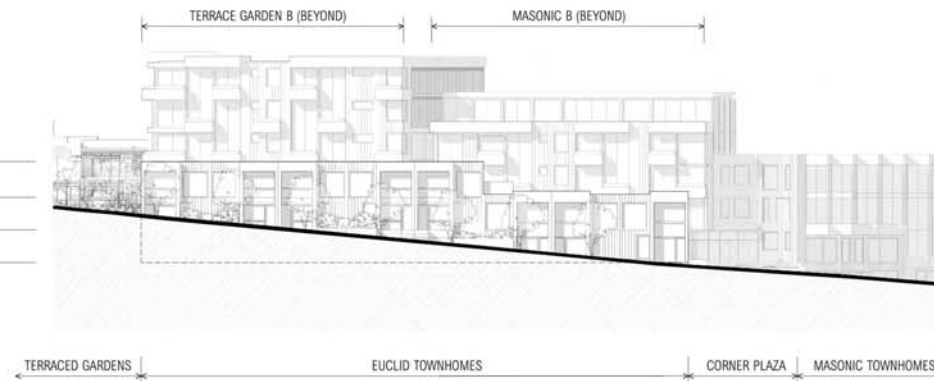 TERRACE GARDEN B (BEYOND)
MASONIC B (BEYOND)
TERRACED GARDENS
EUCLID TOWNHOMES
CORNER PLAZA
MASONIC TOWNHOMES